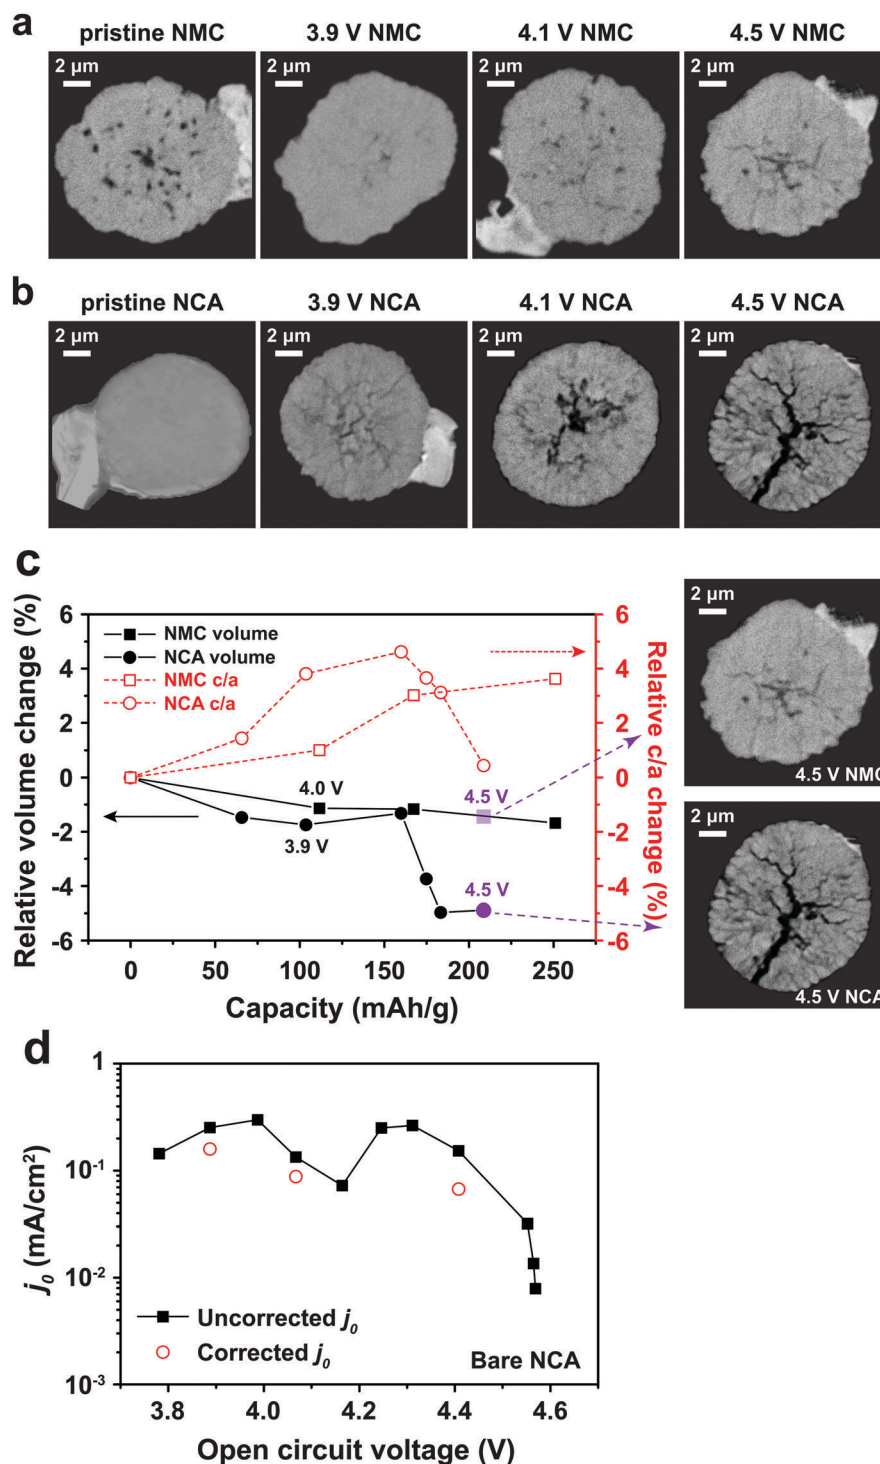 a
pristine NMC
3.9 V NMC
4.1 V NMC
4.5 V NMC
2 µm
2 µm
2 µm
2 µm
b
pristine NCA
3.9 V NCA
4.1 V NCA
4.5 V NCA
2 µm
2 µm
2 µm
2 µm
c
Relative volume change (%)
6
4
2
0
-2
-4
-6
NMC volume
NCA volume
NMC c/a
NCA c/a
4.0 V
3.9 V
4.5 V
4.5 V
6
4
2
0
-2
-4
-6
Relative c/a change (%)
0
50
100
150
200
250
Capacity (mAh/g)
2 µm
4.5 V NMC
2 µm
4.5 V NCA
d
j0 (mA/cm²)
1
10⁻¹
10⁻²
10⁻³
Uncorrected j0
Corrected j0
Bare NCA
3.8
4.0
4.2
4.4
4.6
Open circuit voltage (V)